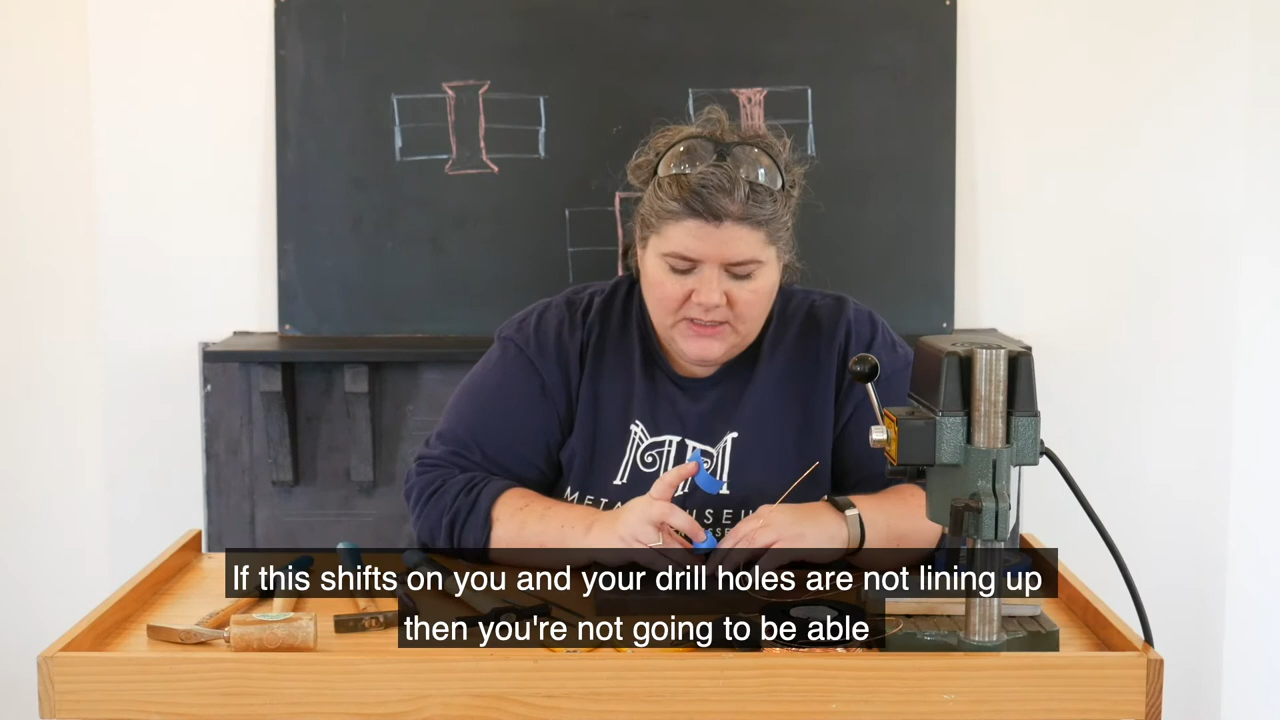 If this shifts on you and your drill holes are not lining up
then you're not going to be able